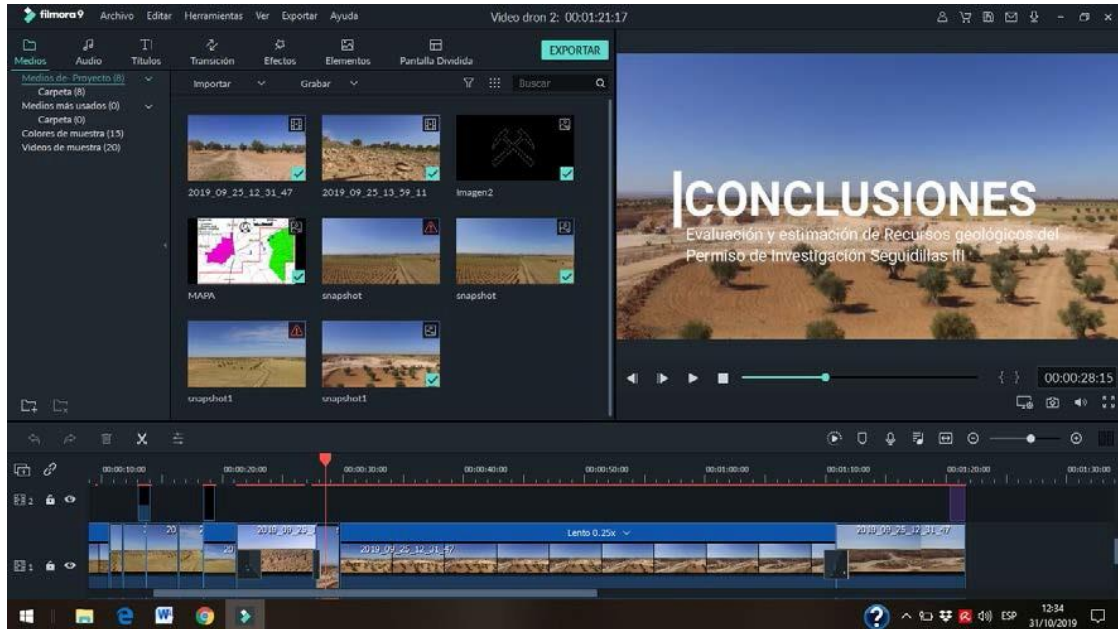 filmora9 Archivo Editar Herramientas Ver Exportar Ayuda Video dron 2: 00:01:21:17
Medios Audio Títulos Transición Efectos Elementos Pantalla Dividida EXPORTAR
Medios de- Proyecto (8)
Carpeta (8)
Medios más usados (0)
Carpeta (0)
Colores de muestra (15)
Videos de muestra (20)
Importar Grabar Buscar
2019_09_25_12_31_47 2019_09_25_13_59_11 Imagen2
MAPA snapshot snapshot
snapshot1 snapshot1
CONCLUSIONES
Evaluación y estimación de Recursos geológicos del
Permiso de Investigación Seguidillas III
{ } 00:00:28:15
00:00:10:00 00:00:20:00 00:00:30:00 00:00:40:00 00:00:50:00 00:01:00:00 00:01:10:00 00:01:20:00 00:01:30:00
2
20 2019_09_25_1 Lento 0.25x 2019_09_25_12_31_47
20 2019_09_25_12_31_47
1
ESP 12:34
31/10/2019